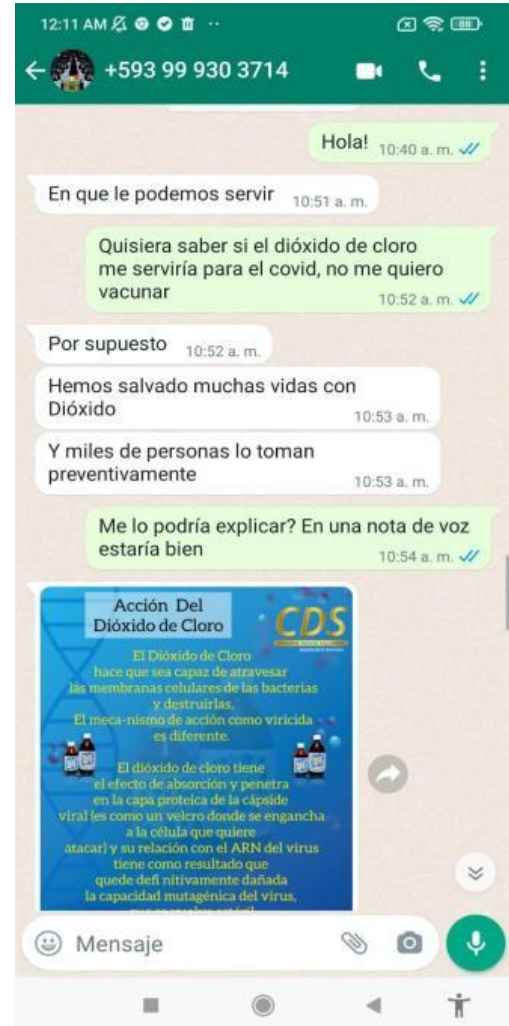 12:11 AM
88
+593 99 930 3714
Hola! 10:40 a. m.
En que le podemos servir 10:51 a. m.
Quisiera saber si el dióxido de cloro
me serviría para el covid, no me quiero
vacunar 10:52 a. m.
Por supuesto 10:52 a. m.
Hemos salvado muchas vidas con
Dióxido 10:53 a. m.
Y miles de personas lo toman
preventivamente 10:53 a. m.
Me lo podría explicar? En una nota de voz
estaría bien 10:54 a. m.
Acción Del
Dióxido de Cloro
CDS
El Dióxido de Cloro
hace que sea capaz de atravesar
las membranas celulares de las bacterias
y destruirlas,
El meca-nismo de acción como viricida
es diferente.
El dióxido de cloro tiene
el efecto de absorción y penetra
en la capa proteica de la cápside
viral (es como un velcro donde se engancha
a la célula que quiere
atacar) y su relación con el ARN del virus
tiene como resultado que
quede defi nitivamente dañada
la capacidad mutagénica del virus,
Mensaje